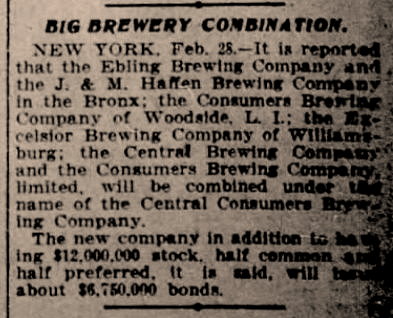 BIG BREWERY COMBINATION.
NEW YORK, Feb. 28.—It is reported
that the Ebling Brewing Company and
the J. & M. Haffen Brewing Company
in the Bronx; the Consumers Brewing
Company of Woodside, L. I.; the Ex-
celsior Brewing Company of Williams-
burg; the Central Brewing Company
and the Consumers Brewing Company,
limited, will be combined under the
name of the Central Consumers Brew-
ing Company.
The new company in addition to hav-
ing $12,000,000 stock, half common and
half preferred, it is said, will issue
about $6,750,000 bonds.